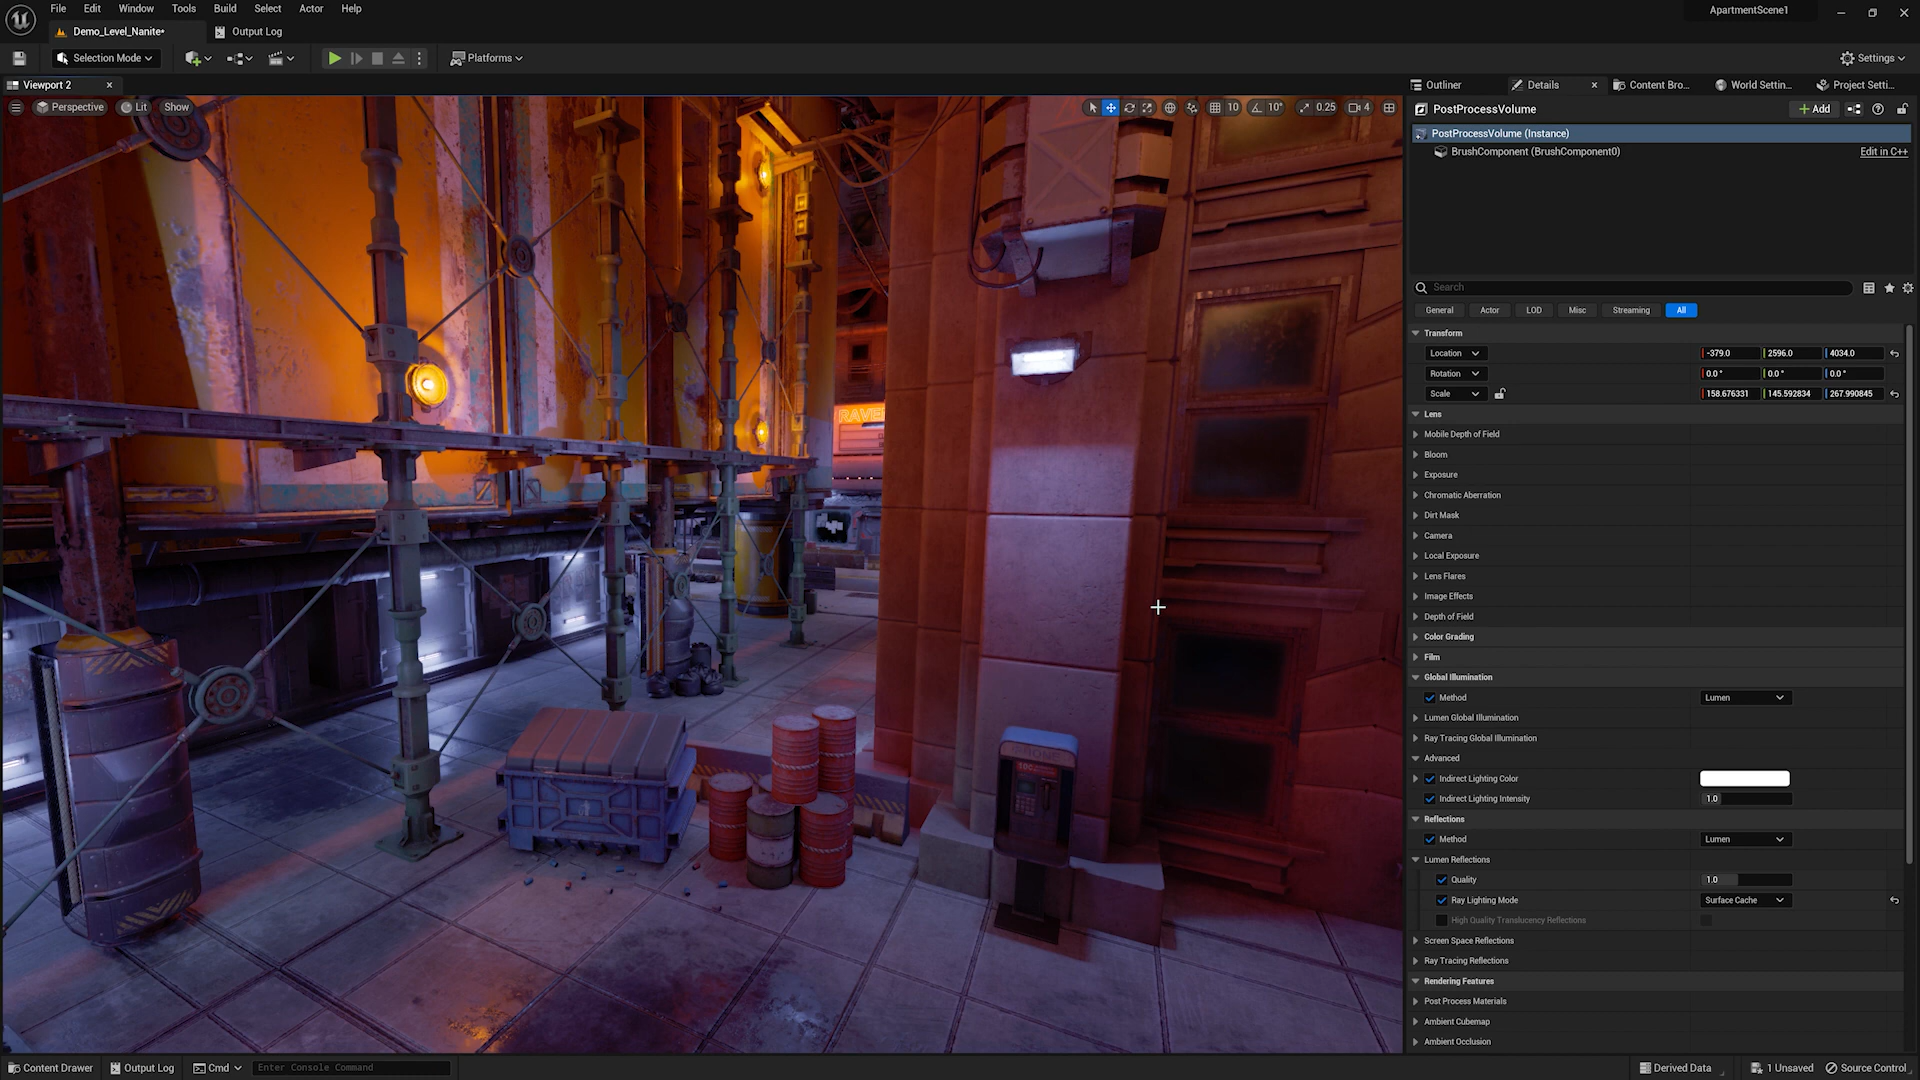 File Edit Window Tools Build Select Actor Help
ApartmentScene1
Demo_Level_Nanite*
Output Log
Selection Mode
Platforms
Settings
Viewport 2
Perspective
Lit
Show
10
10°
0.25
4
RAVE
PHONE
Outliner
Details
Content Bro...
World Settin...
Project Setti...
PostProcessVolume
Add
PostProcessVolume (Instance)
BrushComponent (BrushComponent0)
Edit in C++
Search
General
Actor
LOD
Misc
Streaming
All
Transform
Location
-379.0
2596.0
4034.0
Rotation
0.0°
0.0°
0.0°
Scale
158.676331
145.592834
267.990845
Lens
Mobile Depth of Field
Bloom
Exposure
Chromatic Aberration
Dirt Mask
Camera
Local Exposure
Lens Flares
Image Effects
Depth of Field
Color Grading
Film
Global Illumination
Method
Lumen
Lumen Global Illumination
Ray Tracing Global Illumination
Advanced
Indirect Lighting Color
Indirect Lighting Intensity
1.0
Reflections
Method
Lumen
Lumen Reflections
Quality
1.0
Ray Lighting Mode
Surface Cache
High Quality Translucency Reflections
Screen Space Reflections
Ray Tracing Reflections
Rendering Features
Post Process Materials
Ambient Cubemap
Ambient Occlusion
Content Drawer
Output Log
Cmd
Enter Console Command
Derived Data
1 Unsaved
Source Control